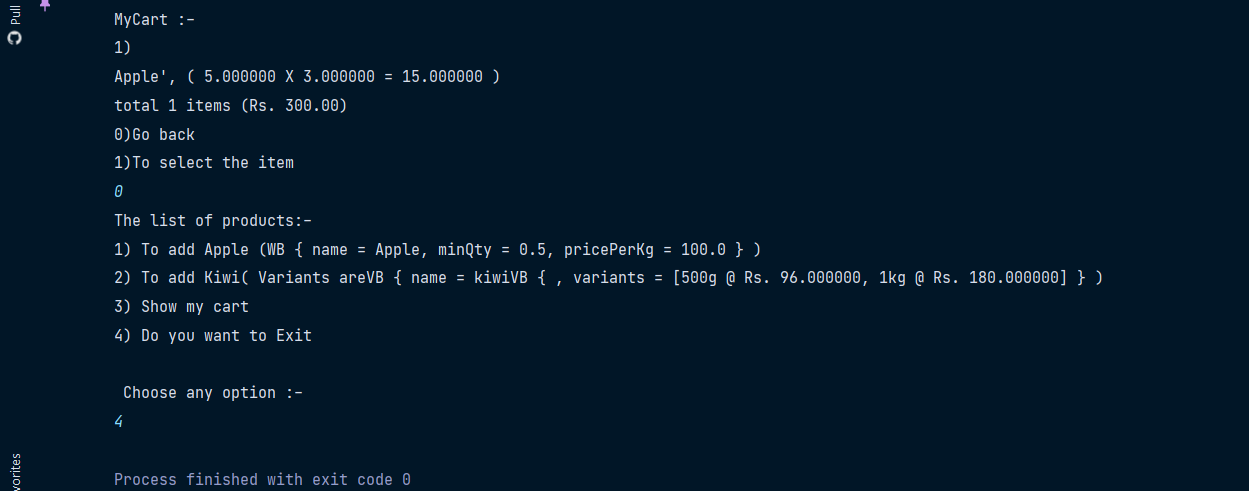 Pull
MyCart :-
1)
Apple', ( 5.000000 X 3.000000 = 15.000000 )
total 1 items (Rs. 300.00)
0)Go back
1)To select the item
0
The list of products:-
1) To add Apple (WB { name = Apple, minQty = 0.5, pricePerKg = 100.0 } )
2) To add Kiwi( Variants areVB { name = kiwiVB { , variants = [500g @ Rs. 96.000000, 1kg @ Rs. 180.000000] } )
3) Show my cart
4) Do you want to Exit
Choose any option :-
4
Process finished with exit code 0
vorites